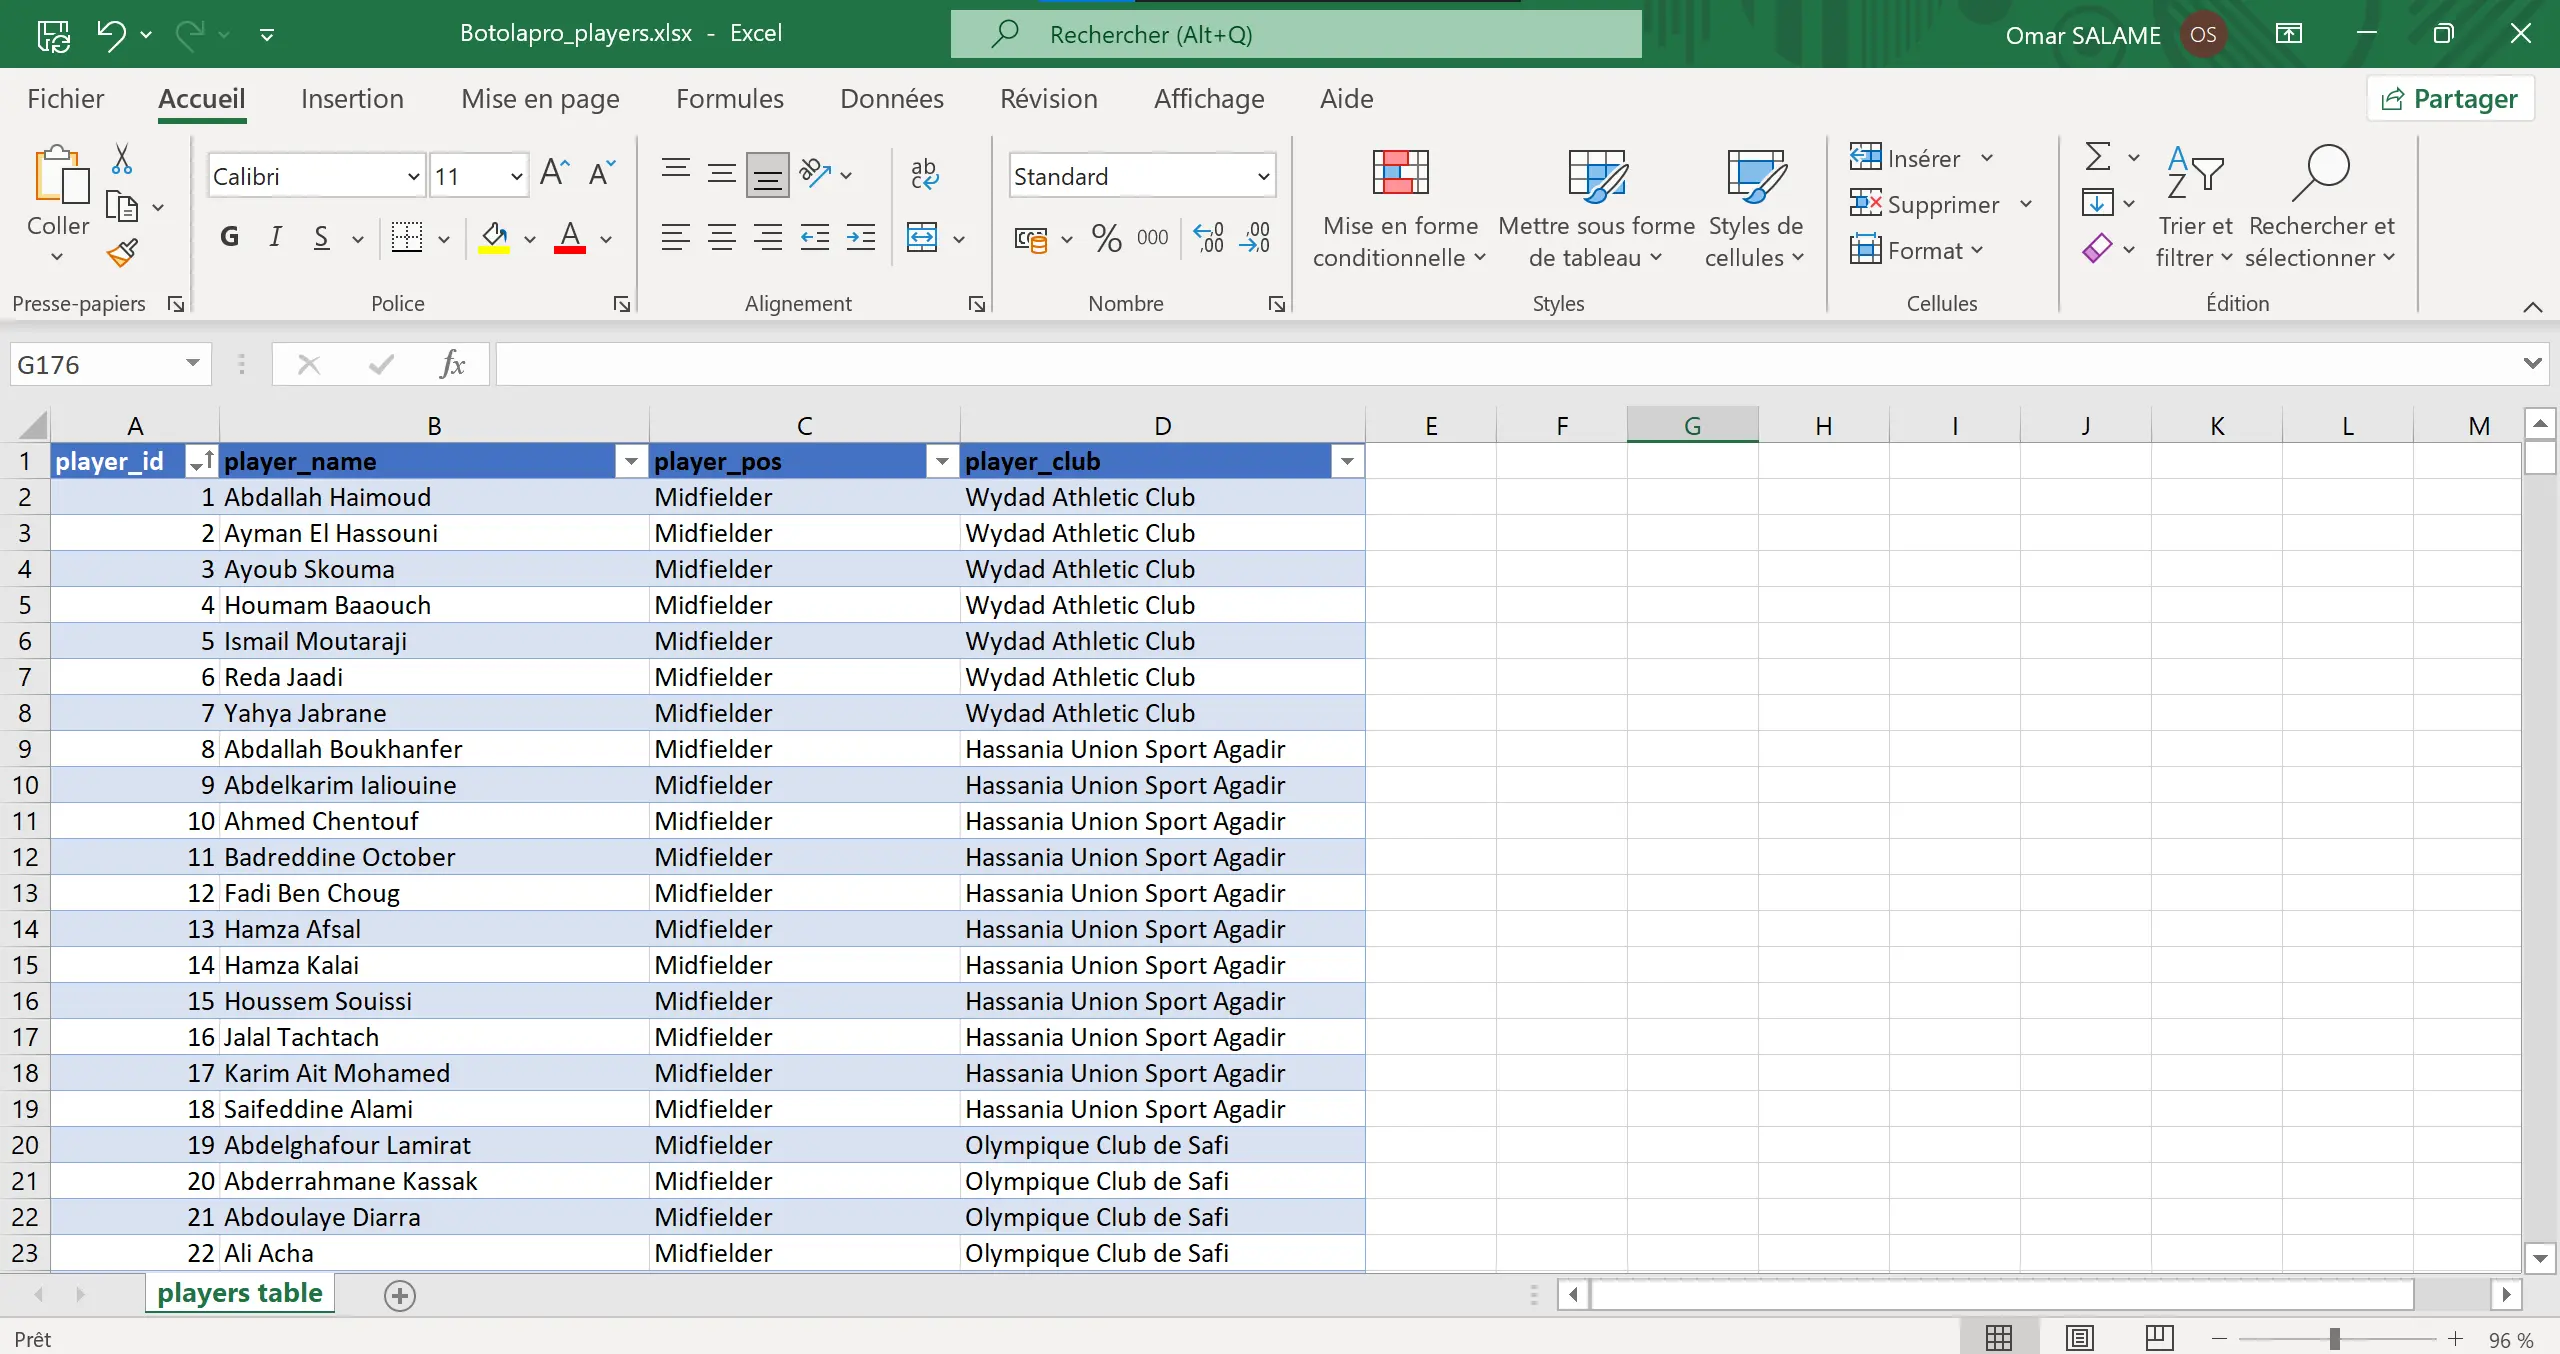 Botolapro_players.xlsx - Excel
Rechercher (Alt+Q)
Omar SALAME OS
Fichier Accueil Insertion Mise en page Formules Données Révision Affichage Aide Partager
Coller
Calibri 11
G I S
ab
Standard
% 000
Mise en forme conditionnelle
Mettre sous forme de tableau
Styles de cellules
Insérer
Supprimer
Format
Trier et filtrer
Rechercher et sélectionner
Presse-papiers Police Alignement Nombre Styles Cellules Édition
G176 fx
A B C D E F G H I J K L M
1 player_id player_name player_pos player_club
2 1 Abdallah Haimoud Midfielder Wydad Athletic Club
3 2 Ayman El Hassouni Midfielder Wydad Athletic Club
4 3 Ayoub Skouma Midfielder Wydad Athletic Club
5 4 Houmam Baaouch Midfielder Wydad Athletic Club
6 5 Ismail Moutaraji Midfielder Wydad Athletic Club
7 6 Reda Jaadi Midfielder Wydad Athletic Club
8 7 Yahya Jabrane Midfielder Wydad Athletic Club
9 8 Abdallah Boukhanfer Midfielder Hassania Union Sport Agadir
10 9 Abdelkarim Ialiouine Midfielder Hassania Union Sport Agadir
11 10 Ahmed Chentouf Midfielder Hassania Union Sport Agadir
12 11 Badreddine October Midfielder Hassania Union Sport Agadir
13 12 Fadi Ben Choug Midfielder Hassania Union Sport Agadir
14 13 Hamza Afsal Midfielder Hassania Union Sport Agadir
15 14 Hamza Kalai Midfielder Hassania Union Sport Agadir
16 15 Houssem Souissi Midfielder Hassania Union Sport Agadir
17 16 Jalal Tachtach Midfielder Hassania Union Sport Agadir
18 17 Karim Ait Mohamed Midfielder Hassania Union Sport Agadir
19 18 Saifeddine Alami Midfielder Hassania Union Sport Agadir
20 19 Abdelghafour Lamirat Midfielder Olympique Club de Safi
21 20 Abderrahmane Kassak Midfielder Olympique Club de Safi
22 21 Abdoulaye Diarra Midfielder Olympique Club de Safi
23 22 Ali Acha Midfielder Olympique Club de Safi
players table
Prêt
96 %